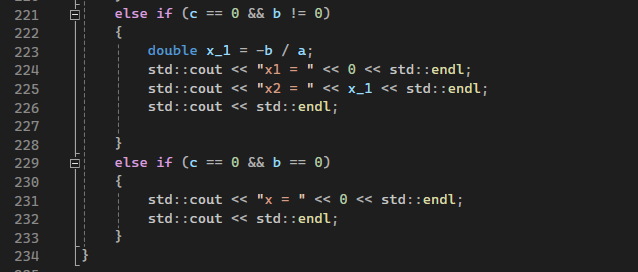 221 else if (c == 0 && b != 0)
222 {
223 double x_1 = -b / a;
224 std::cout << "x1 = " << 0 << std::endl;
225 std::cout << "x2 = " << x_1 << std::endl;
226 std::cout << std::endl;
227
228 }
229 else if (c == 0 && b == 0)
230 {
231 std::cout << "x = " << 0 << std::endl;
232 std::cout << std::endl;
233 }
234 }